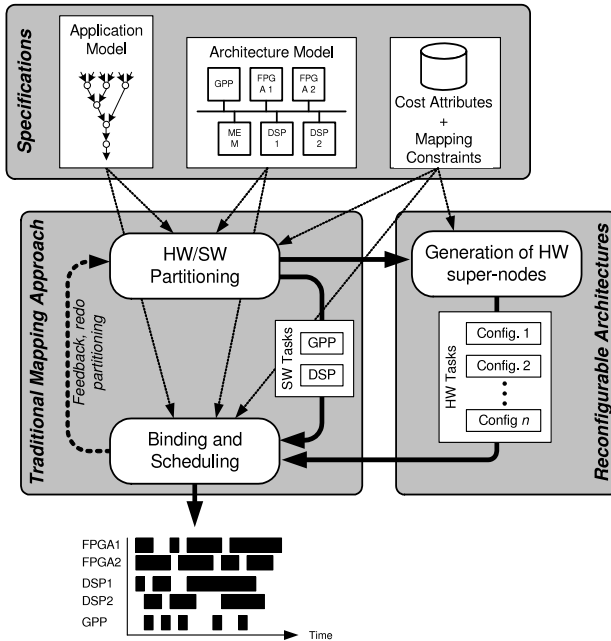 Specifications
Application
Model
Architecture Model
GPP
FPG
A 1
FPG
A 2
ME
M
DSP
1
DSP
2
Cost Attributes
+
Mapping
Constraints
Traditional Mapping Approach
HW/SW
Partitioning
Feedback, redo
partitioning
SW Tasks
GPP
DSP
Binding and
Scheduling
Reconfigurable Architectures
Generation of HW
super-nodes
HW Tasks
Config. 1
Config. 2
Config n
FPGA1
FPGA2
DSP1
DSP2
GPP
Time